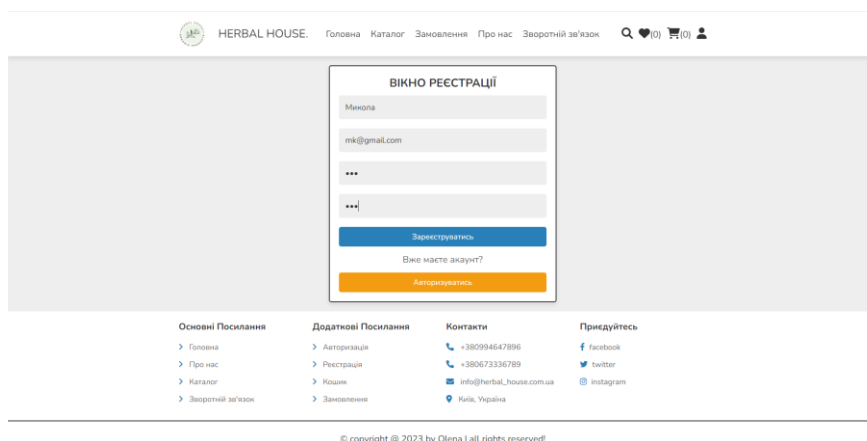 HERBAL HOUSE. Головна Каталог Замовлення Про нас Зворотній зв'язок (0) (0)
ВІКНО РЕЄСТРАЦІЇ
Микола
mk@gmail.com
•••
•••
Зареєструватись
Вже маєте акаунт?
Авторизуватись
Основні Посилання
Головна
Про нас
Каталог
Зворотній зв'язок
Додаткові Посилання
Авторизація
Реєстрація
Кошик
Замовлення
Контакти
+380994647896
+380673336789
info@herbal_house.com.ua
Київ, Україна
Приєдуйтесь
facebook
twitter
instagram
© copyright @ 2023 by Olena | all rights reserved!